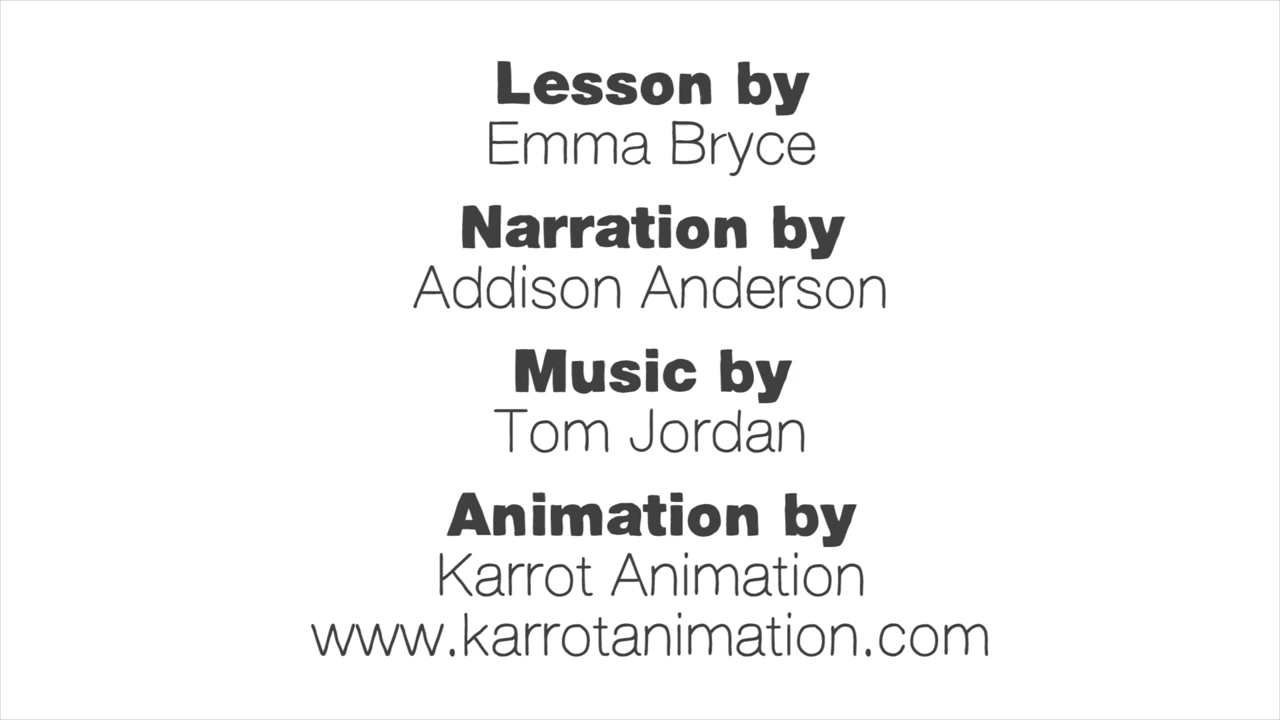 Lesson by
Emma Bryce
Narration by
Addison Anderson
Music by
Tom Jordan
Animation by
Karrot Animation
www.karrotanimation.com